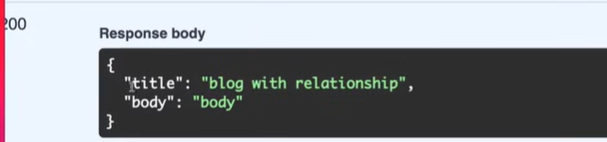 200
Response body
{
"title": "blog with relationship",
"body": "body"
}